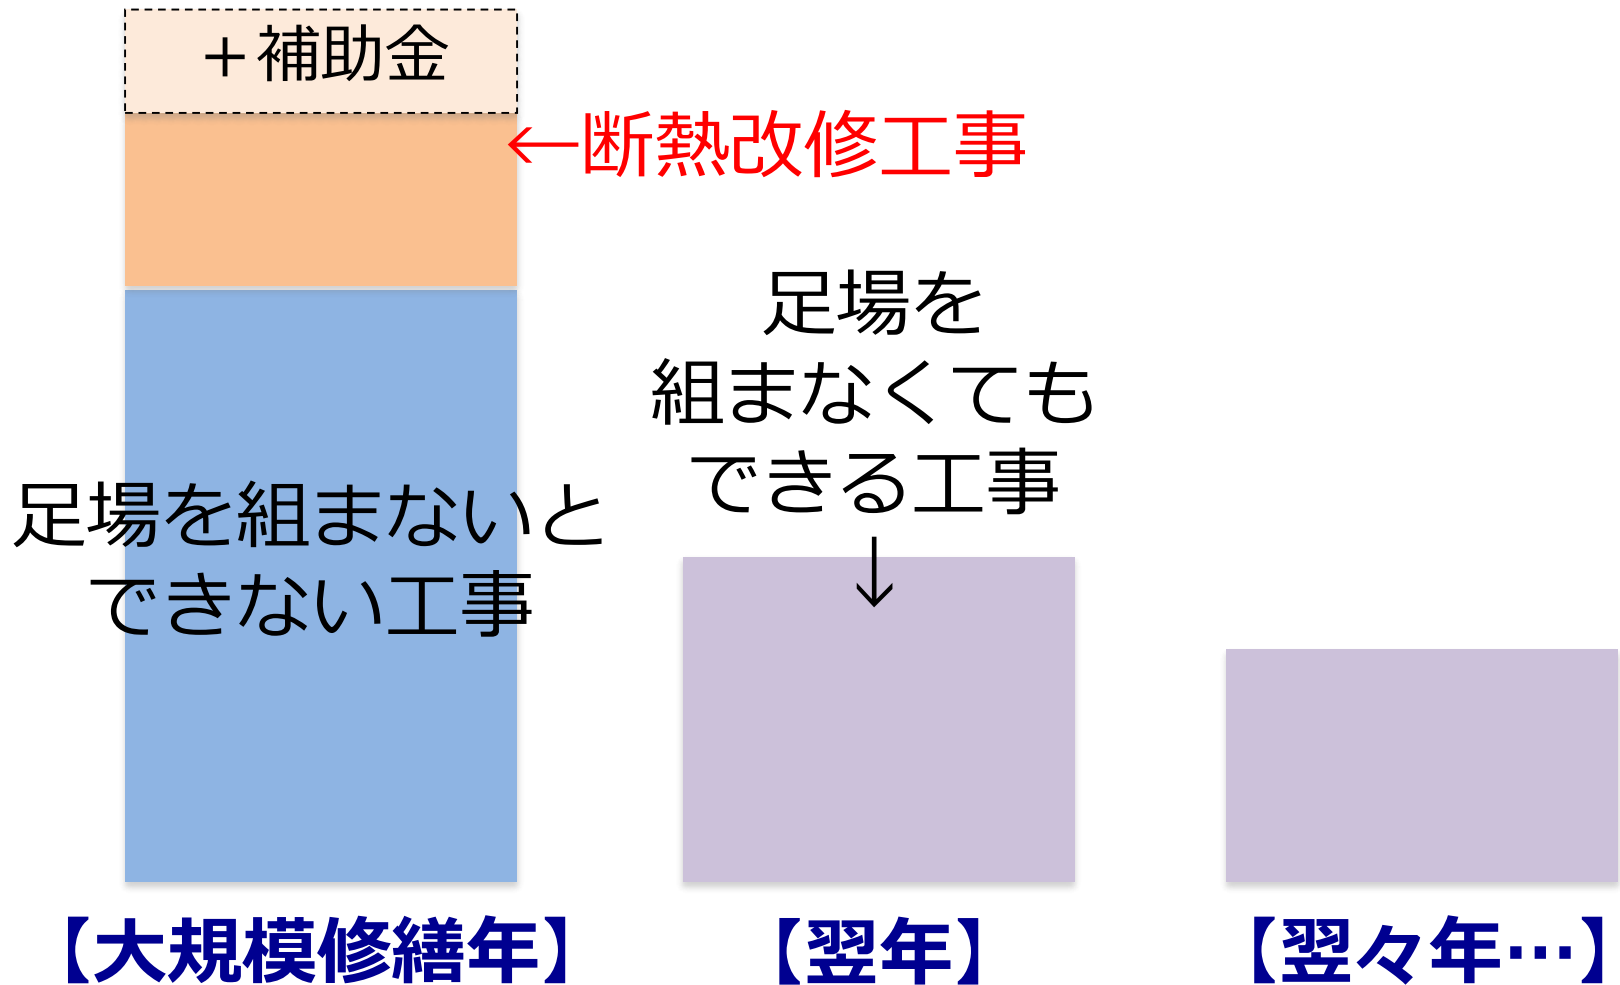 ＋補助金
←断熱改修工事
足場を
組まなくても
できる工事
↓
足場を組まないと
できない工事
【大規模修繕年】
【翌年】
【翌々年…】